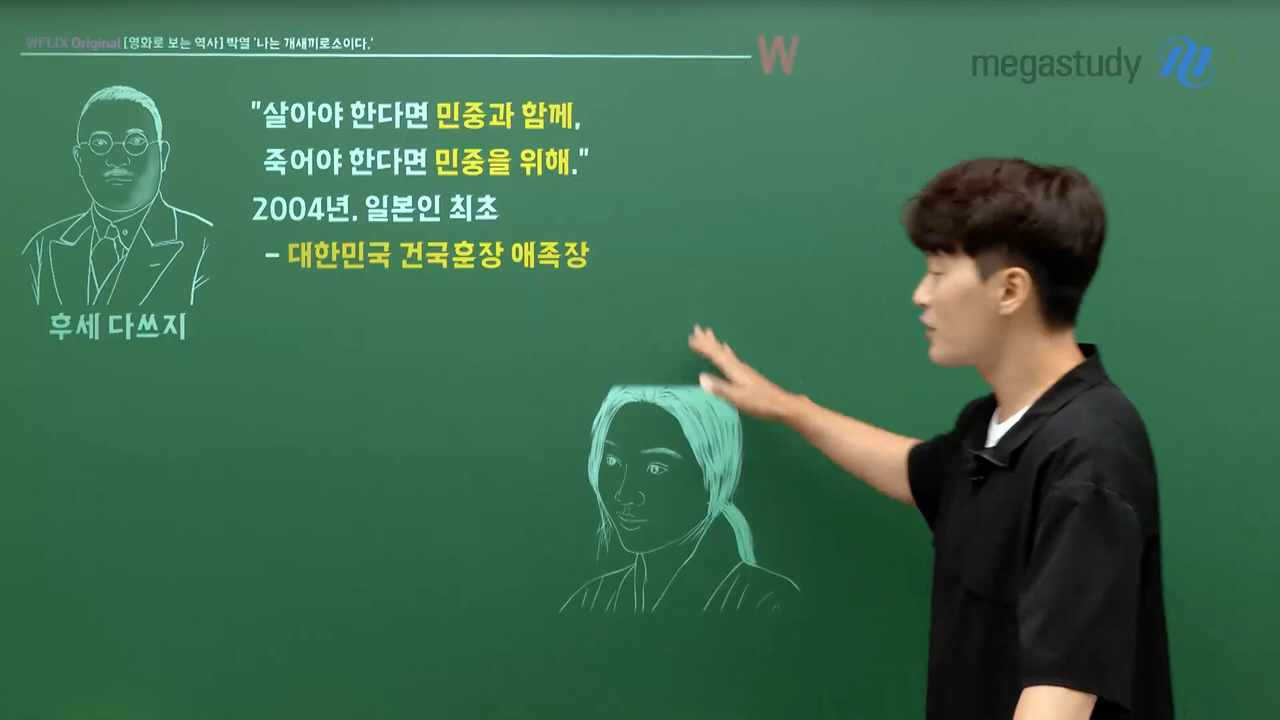 WFLIX Original [영화로 보는 역사] 박열 '나는 개새끼로소이다.'
W
megastudy
"살아야 한다면 민중과 함께,
죽어야 한다면 민중을 위해."
2004년. 일본인 최초
- 대한민국 건국훈장 애족장
후세 다쓰지